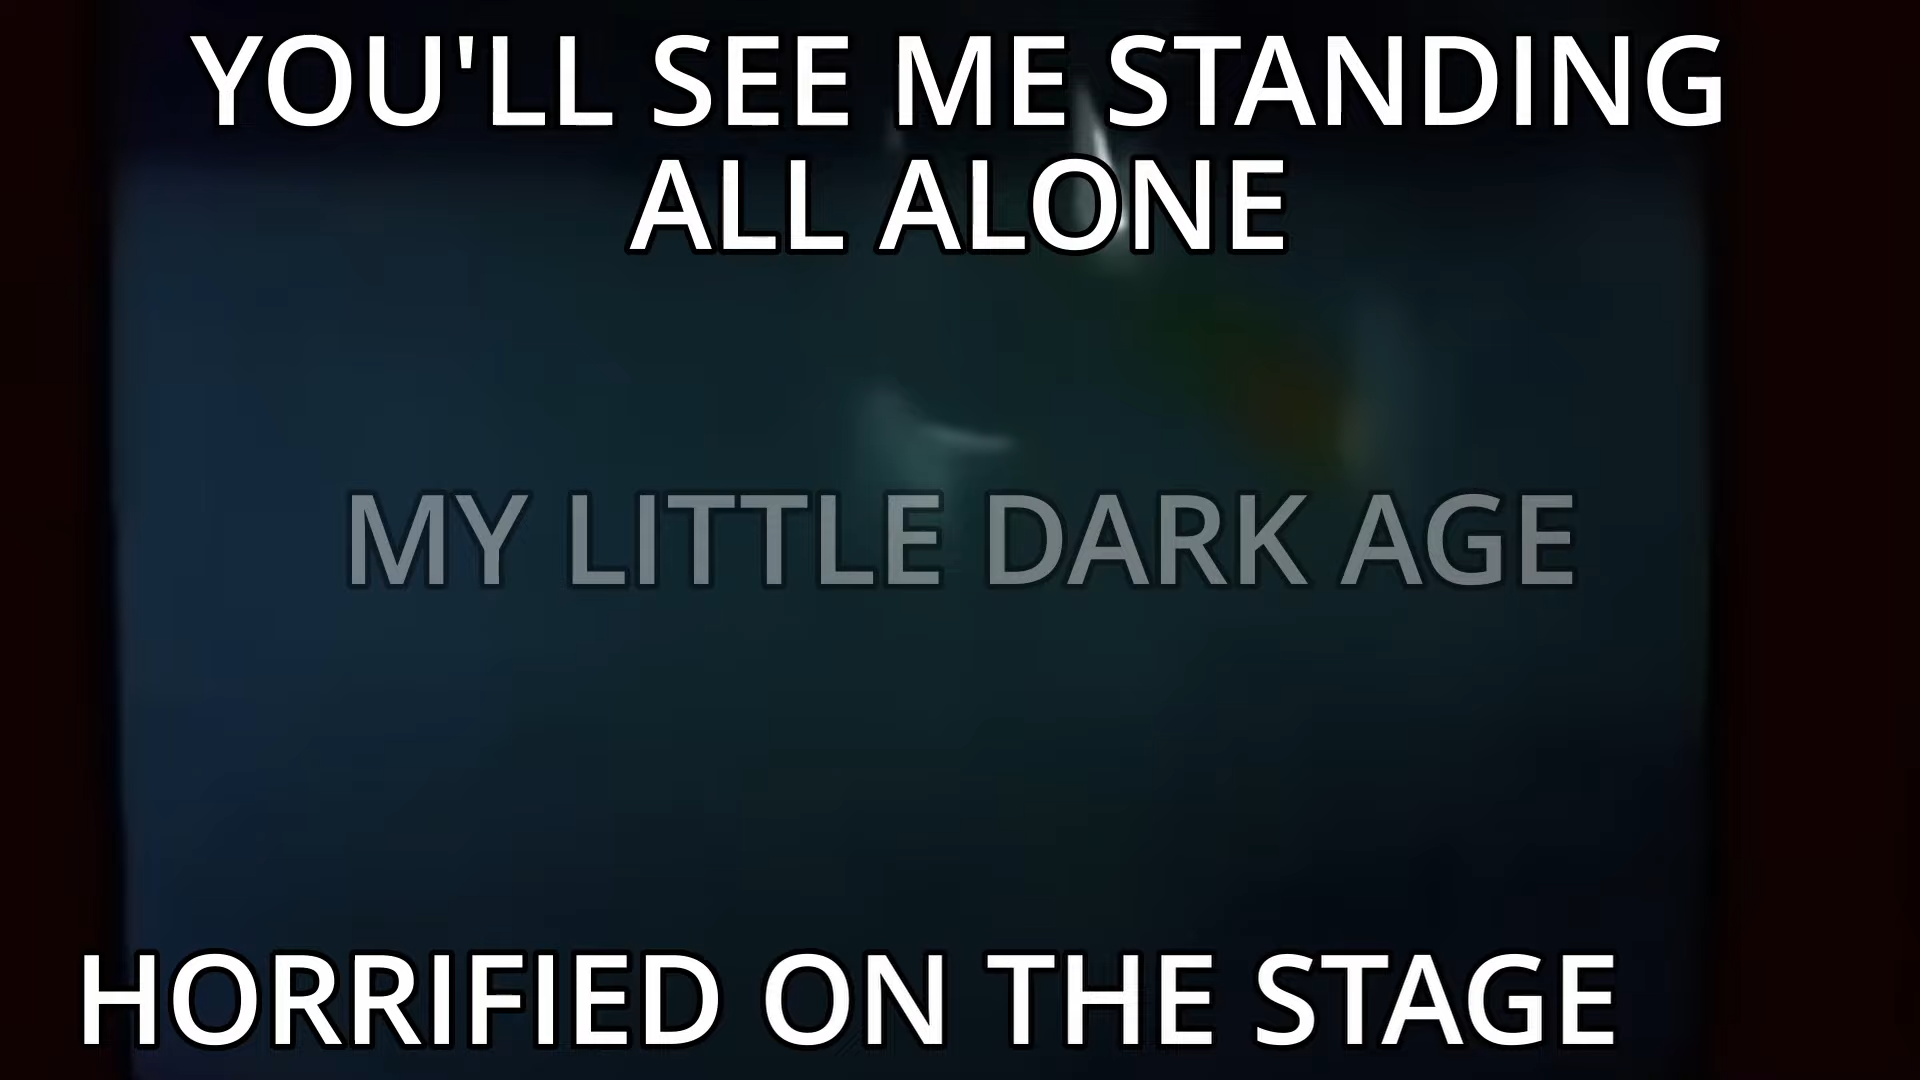 YOU'LL SEE ME STANDING
ALL ALONE
MY LITTLE DARK AGE
HORRIFIED ON THE STAGE